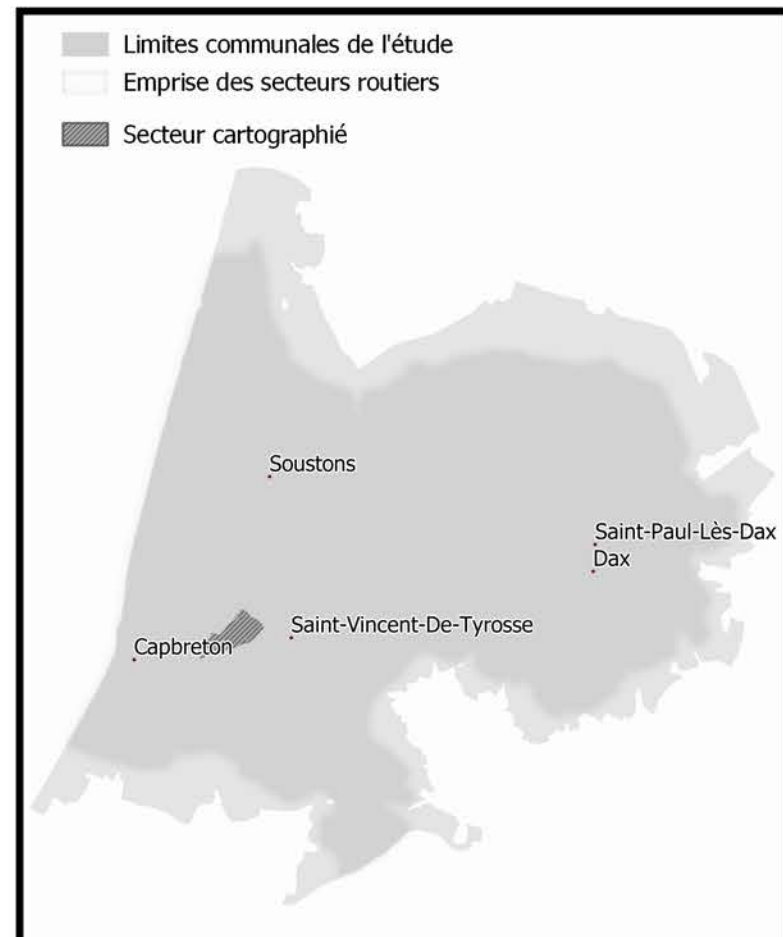 Limites communales de l'étude
Emprise des secteurs routiers
Secteur cartographié
Soustons
Saint-Paul-Lès-Dax
Dax
Saint-Vincent-De-Tyrosse
Capbreton